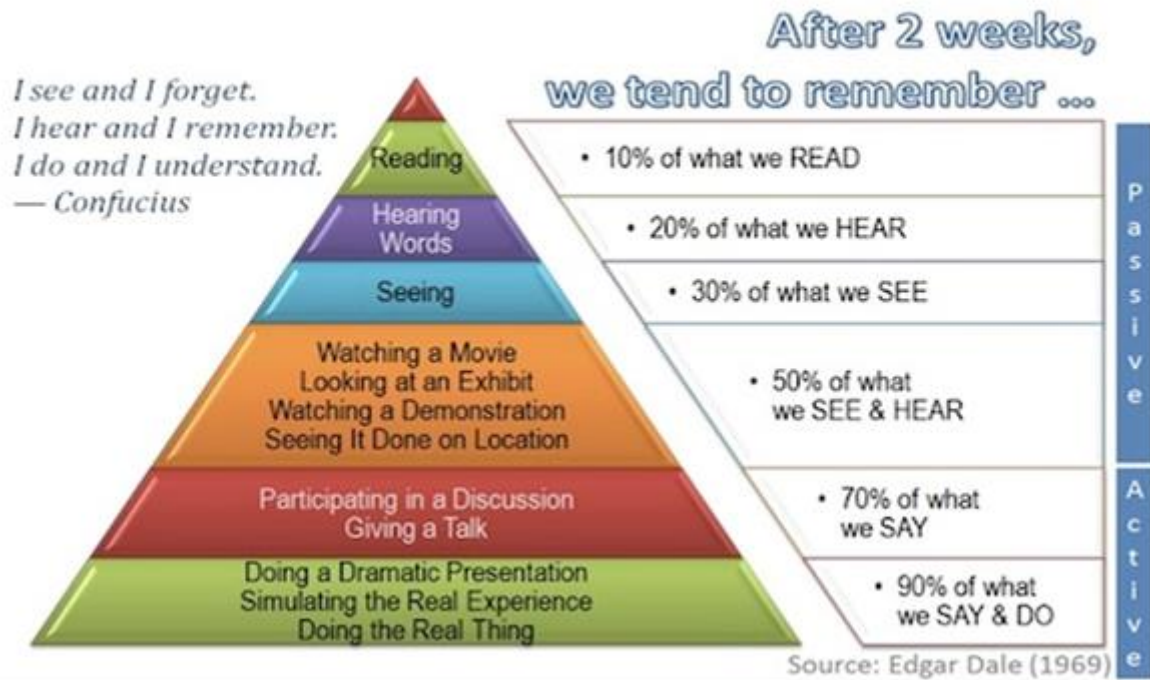 After 2 weeks,
we tend to remember ...
I see and I forget.
I hear and I remember.
I do and I understand.
— Confucius
Reading
Hearing
Words
Seeing
Watching a Movie
Looking at an Exhibit
Watching a Demonstration
Seeing It Done on Location
Participating in a Discussion
Giving a Talk
Doing a Dramatic Presentation
Simulating the Real Experience
Doing the Real Thing
• 10% of what we READ
• 20% of what we HEAR
• 30% of what we SEE
• 50% of what
we SEE & HEAR
• 70% of what
we SAY
• 90% of what
we SAY & DO
Passive
Active
Source: Edgar Dale (1969)